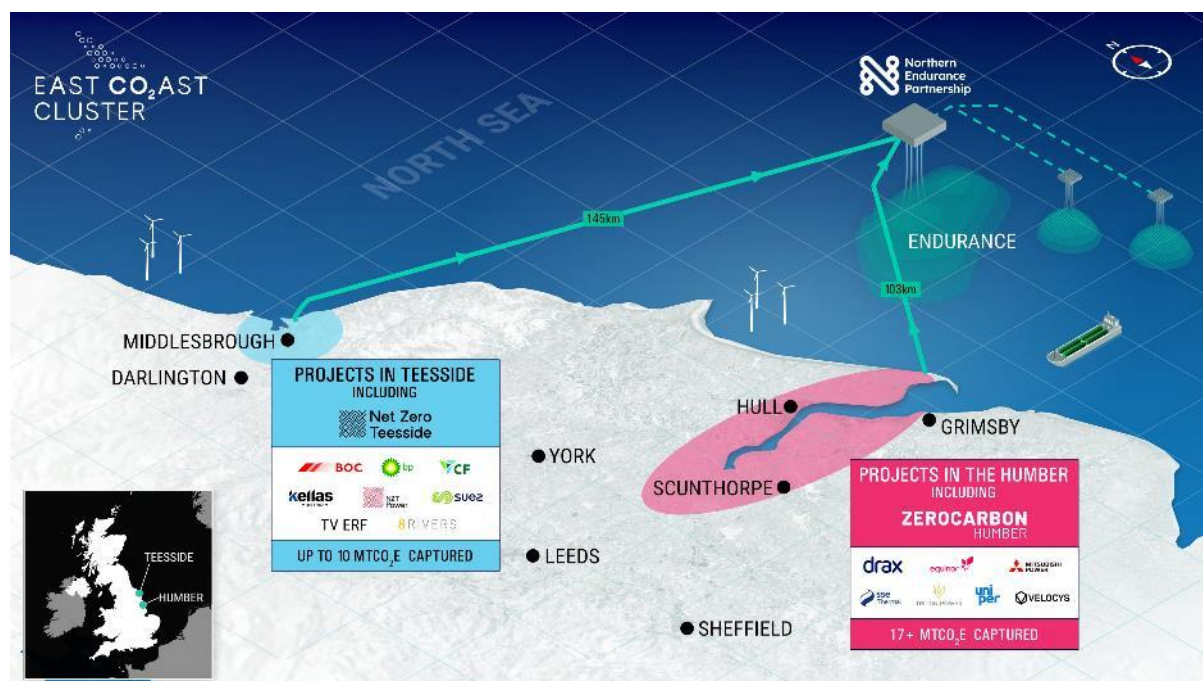 EAST CO₂AST
CLUSTER
NORTH SEA
Northern
Endurance
Partnership
N
145km
ENDURANCE
103km
MIDDLESBROUGH
DARLINGTON
PROJECTS IN TEESSIDE
INCLUDING
Net Zero
Teesside
BOC
bp
CF
Kellas
NZT
Power
suez
TV ERF
8RIVERS
UP TO 10 MTCO₂E CAPTURED
HULL
GRIMSBY
YORK
SCUNTHORPE
LEEDS
SHEFFIELD
PROJECTS IN THE HUMBER
INCLUDING
ZEROCARBON
HUMBER
drax
equinor
MITSUBISHI
POWER
sse
Thermal
uni
per
VELOCYS
17+ MTCO₂E CAPTURED
TEESSIDE
HUMBER